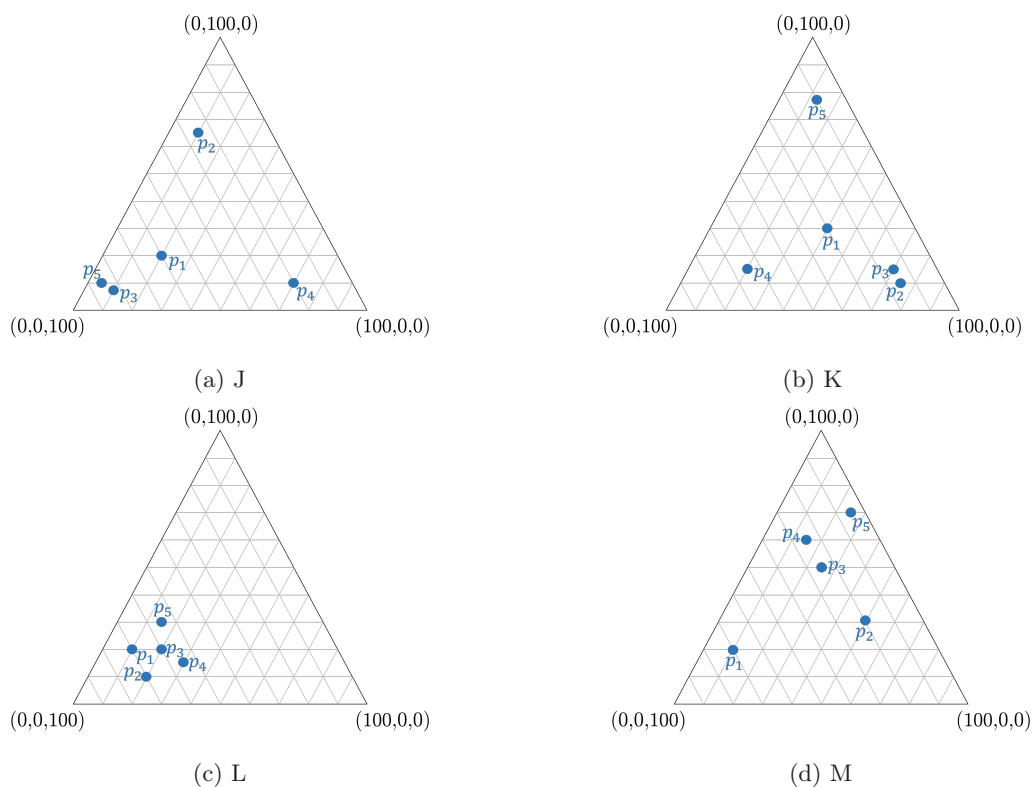 (0,100,0)
(0,100,0)
p5
p2
p1
p1
p5
p3
p4
p4
p3
p2
(0,0,100)
(100,0,0)
(0,0,100)
(100,0,0)
(a) J
(b) K
(0,100,0)
(0,100,0)
p5
p4
p3
p5
p1
p3
p4
p2
p2
p1
(0,0,100)
(100,0,0)
(0,0,100)
(100,0,0)
(c) L
(d) M